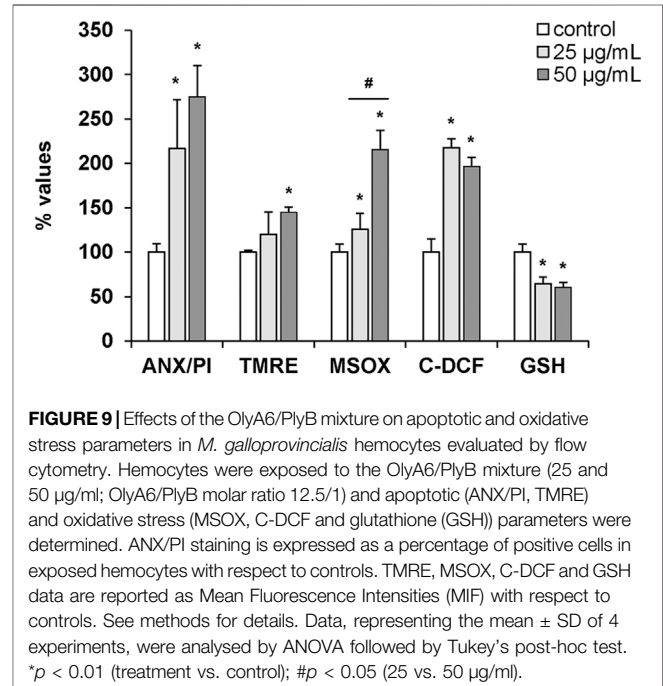 350
300
250
200
150
100
50
0
% values
control
25 µg/mL
50 µg/mL
* * * # * * * * * *
ANX/PI TMRE MSOX C-DCF GSH
FIGURE 9 | Effects of the OlyA6/PlyB mixture on apoptotic and oxidative
stress parameters in M. galloprovincialis hemocytes evaluated by flow
cytometry. Hemocytes were exposed to the OlyA6/PlyB mixture (25 and
50 µg/ml; OlyA6/PlyB molar ratio 12.5/1) and apoptotic (ANX/PI, TMRE)
and oxidative stress (MSOX, C-DCF and glutathione (GSH)) parameters were
determined. ANX/PI staining is expressed as a percentage of positive cells in
exposed hemocytes with respect to controls. TMRE, MSOX, C-DCF and GSH
data are reported as Mean Fluorescence Intensities (MIF) with respect to
controls. See methods for details. Data, representing the mean ± SD of 4
experiments, were analysed by ANOVA followed by Tukey's post-hoc test.
*p < 0.01 (treatment vs. control); #p < 0.05 (25 vs. 50 µg/ml).